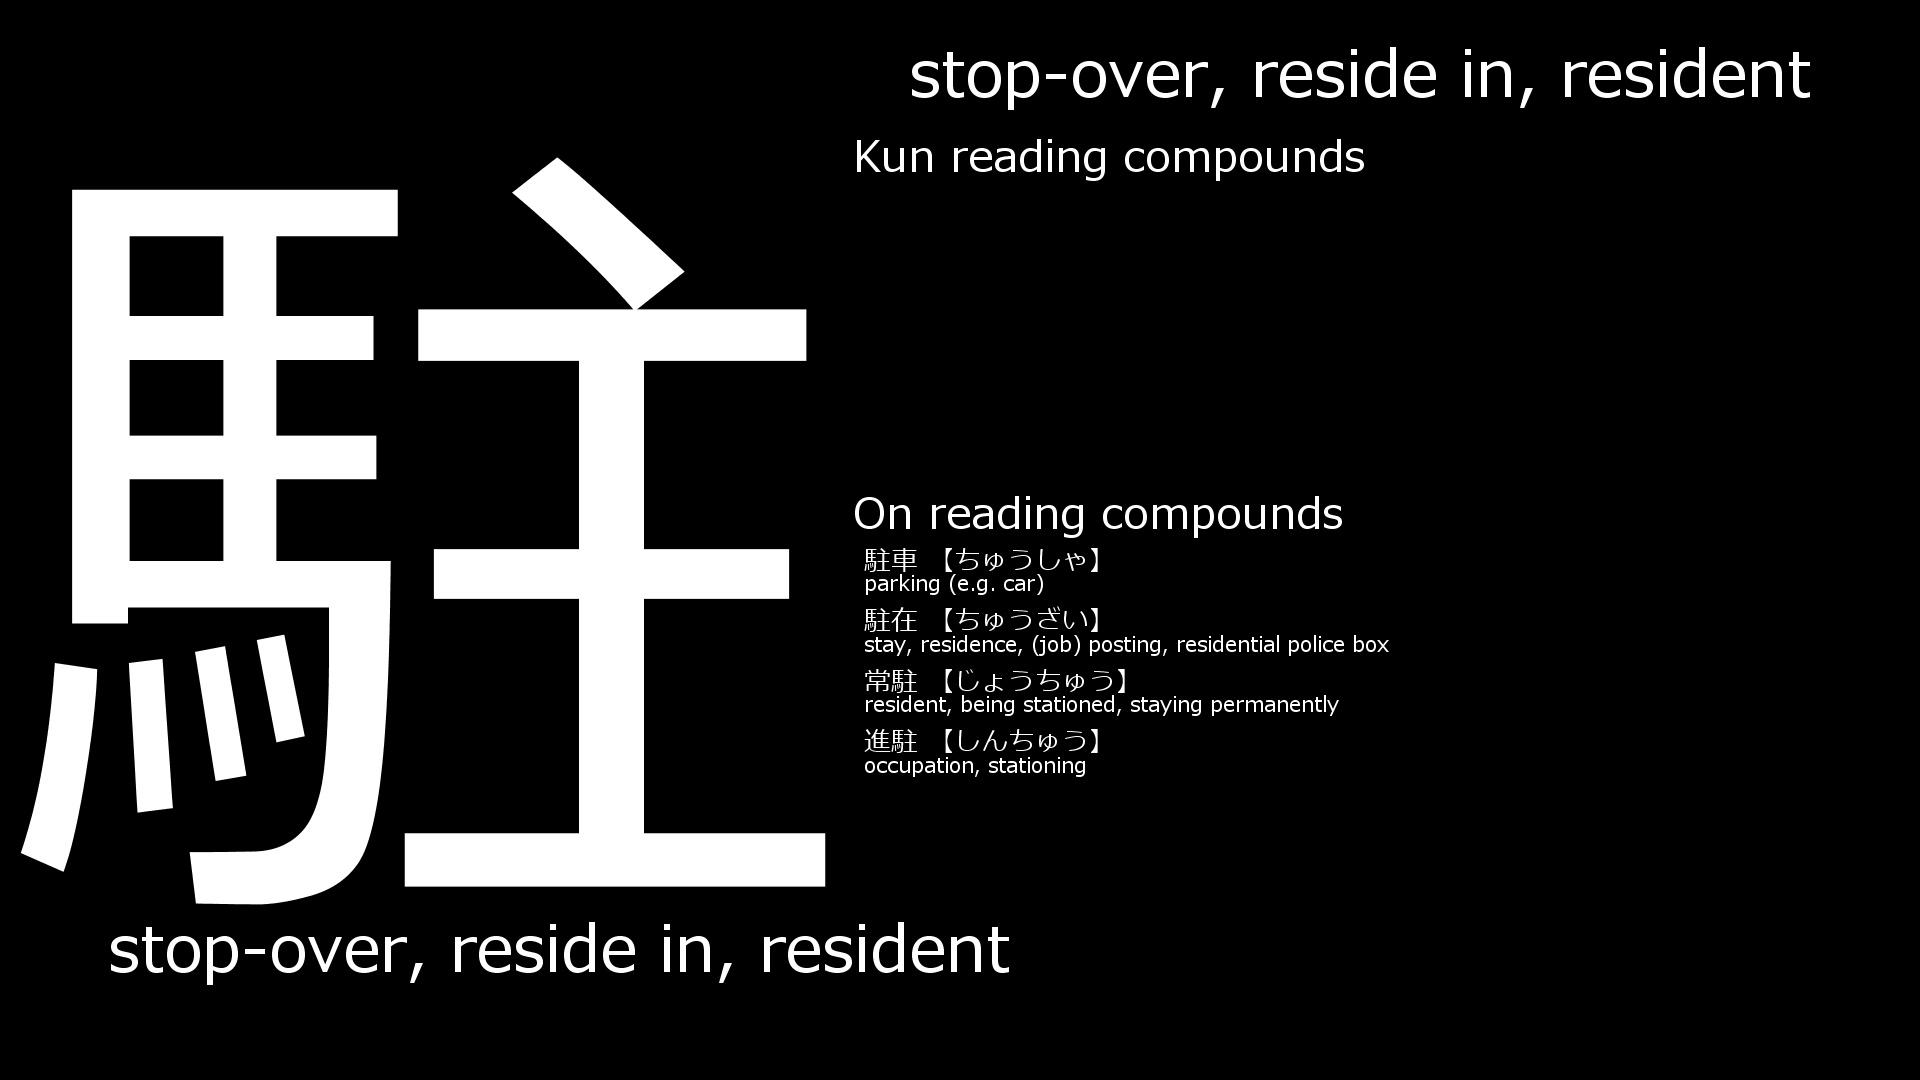 駐
stop-over, reside in, resident
stop-over, reside in, resident
Kun reading compounds
On reading compounds
駐車 【ちゅうしゃ】
parking (e.g. car)
駐在 【ちゅうざい】
stay, residence, (job) posting, residential police box
常駐 【じょうちゅう】
resident, being stationed, staying permanently
進駐 【しんちゅう】
occupation, stationing